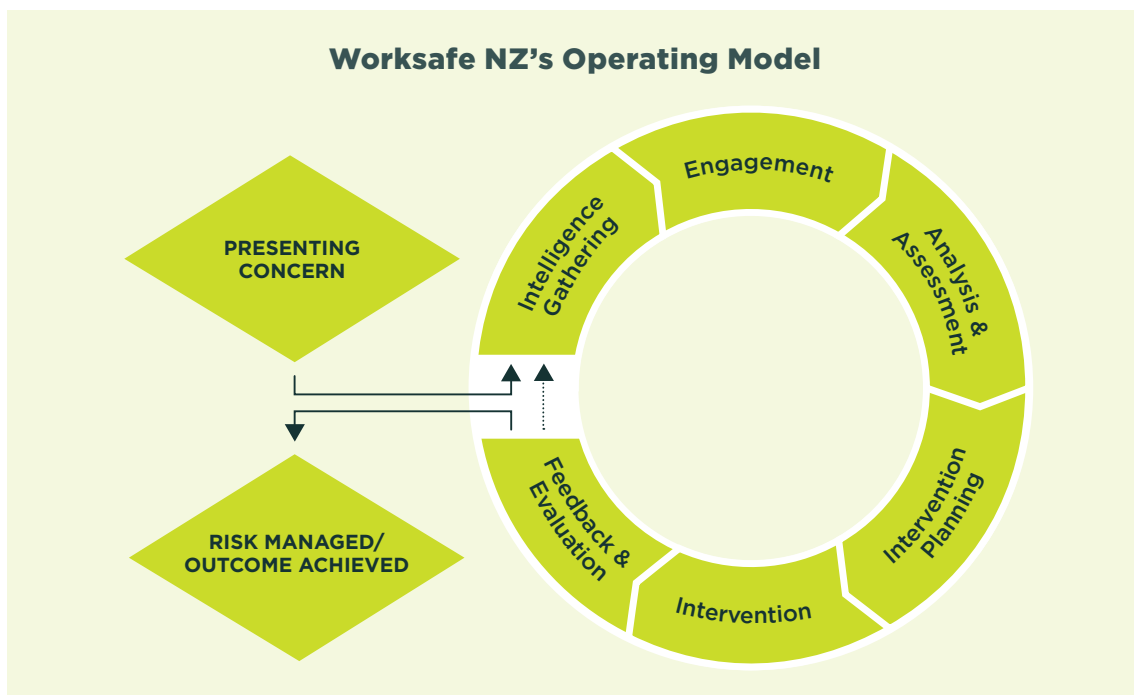 Worksafe NZ's Operating Model
PRESENTING
CONCERN
Intelligence
Gathering
Engagement
Analysis &
Assessment
Intervention
Planning
Intervention
Feedback &
Evaluation
RISK MANAGED/
OUTCOME ACHIEVED